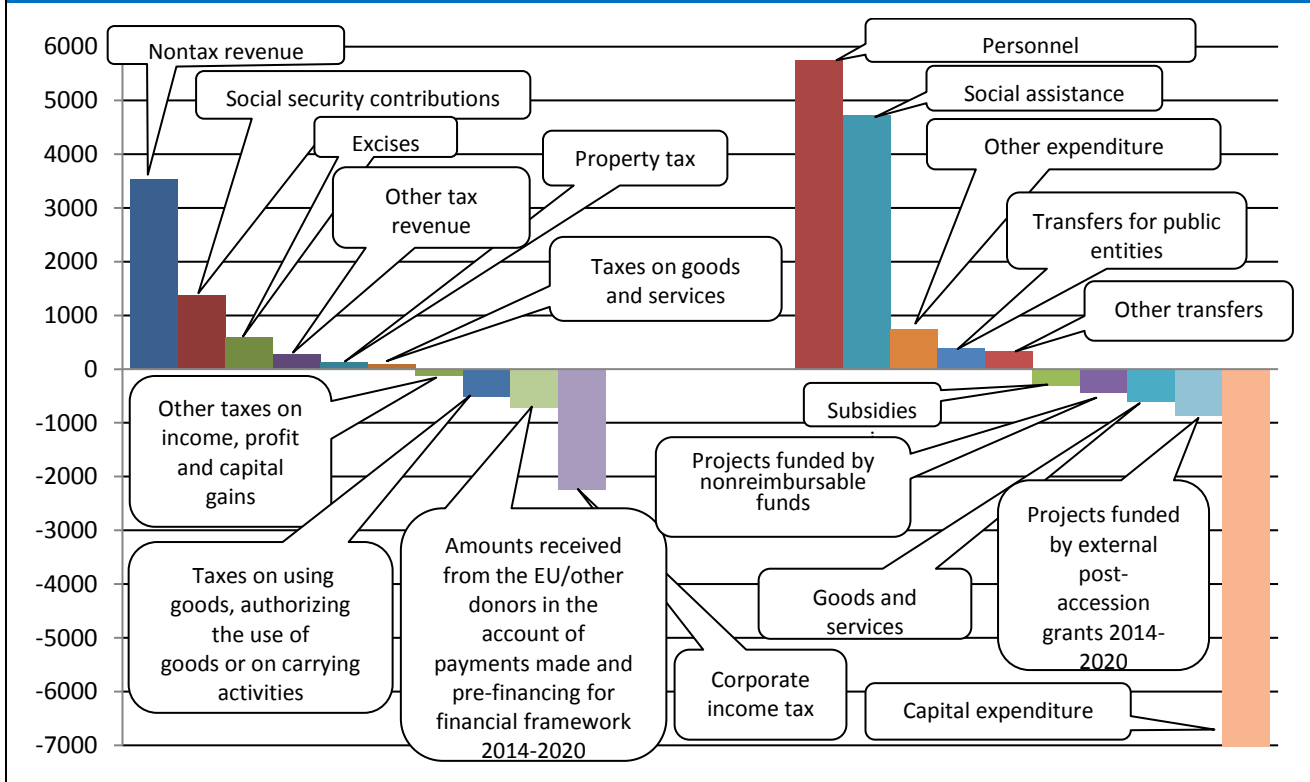 6000
5000
4000
3000
2000
1000
0
-1000
-2000
-3000
-4000
-5000
-6000
-7000
Nontax revenue
Social security contributions
Excises
Other tax
revenue
Property tax
Taxes on goods
and services
Other taxes on
income, profit
and capital
gains
Taxes on using
goods, authorizing
the use of
goods or on carrying
activities
Amounts received
from the EU/other
donors in the
account of
payments made and
pre-financing for
financial framework
2014-2020
Corporate
income tax
Personnel
Social assistance
Other expenditure
Transfers for public
entities
Other transfers
Subsidies
Projects funded by
nonreimbursable
funds
Goods and
services
Projects funded
by external
post-
accession
grants 2014-
2020
Capital expenditure